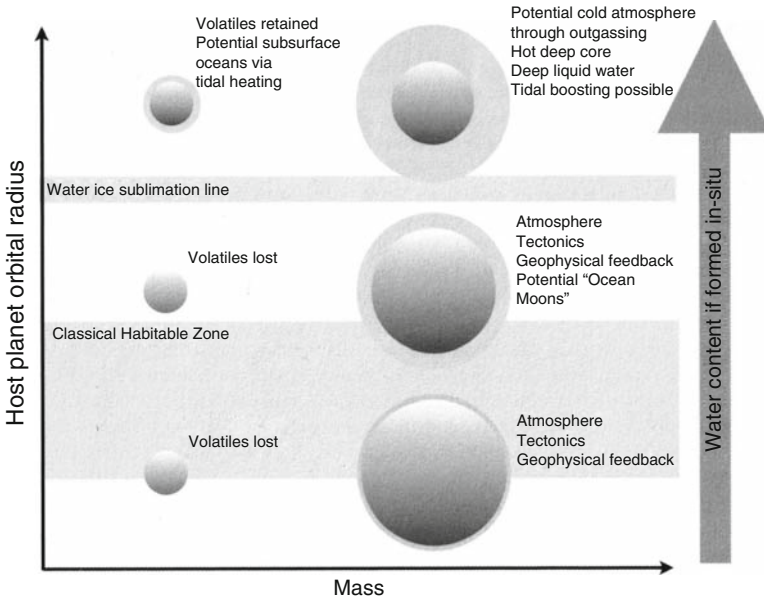 Volatiles retained
Potential subsurface
oceans via
tidal heating
Potential cold atmosphere
through outgassing
Hot deep core
Deep liquid water
Tidal boosting possible
Water ice sublimation line
Volatiles lost
Atmosphere
Tectonics
Geophysical feedback
Potential “Ocean
Moons”
Classical Habitable Zone
Volatiles lost
Atmosphere
Tectonics
Geophysical feedback
Host planet orbital radius
Mass
Water content if formed in-situ